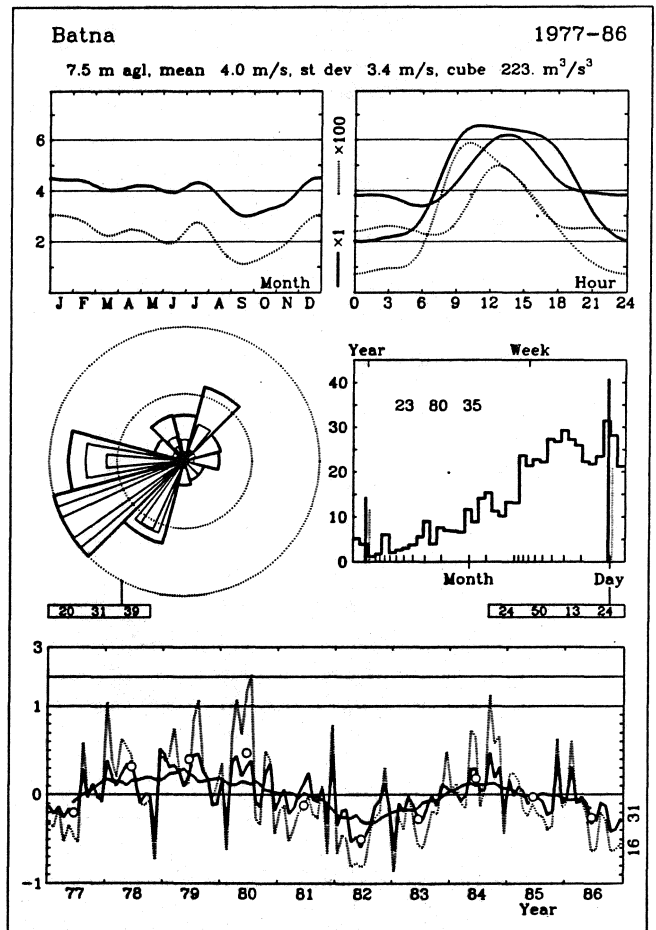 Batna 1977-86
7.5 m agl, mean 4.0 m/s, st dev 3.4 m/s, cube 223. m³/s³
6
4
2
Month
J F M A M J J A S O N D
×1 ×100
Hour
0 3 6 9 12 15 18 21 24
Year Week
40
30
20
10
0
23 80 35
Month Day
20 31 39
24 50 13 24
3
1
0
-1
16 31
77 78 79 80 81 82 83 84 85 86
Year